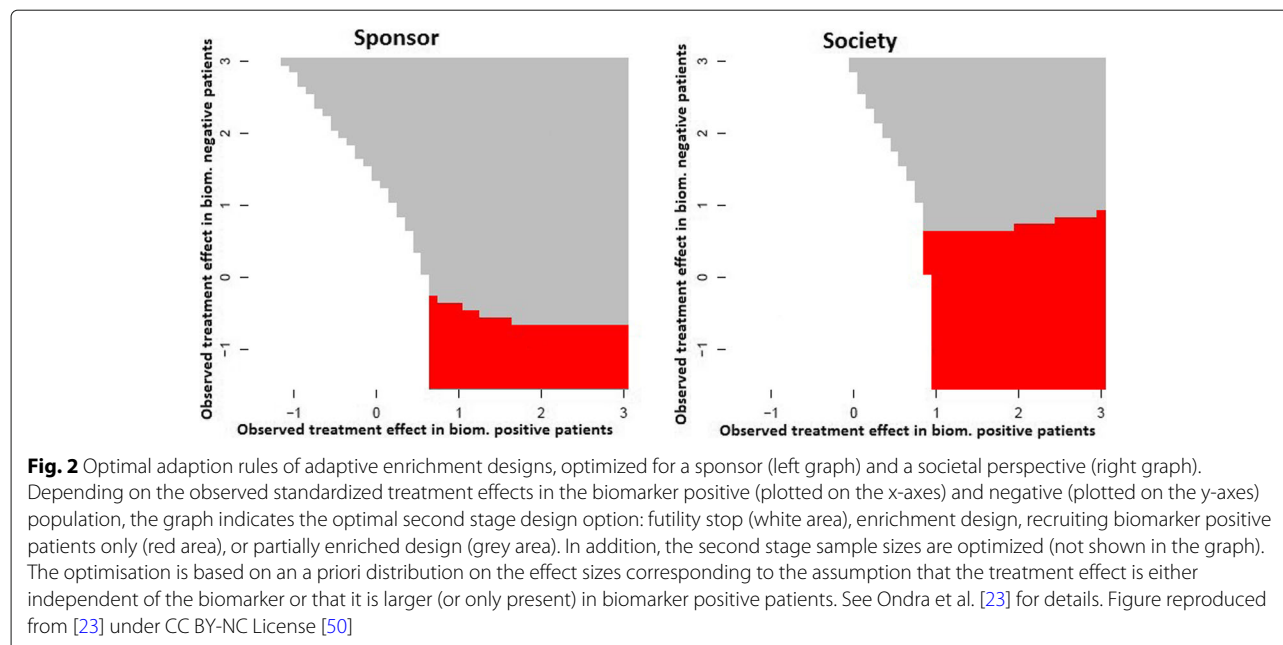 Sponsor
Society
Observed treatment effect in biom. negative patients
3
2
1
0
−1
−1 0 1 2 3
Observed treatment effect in biom. positive patients
Observed treatment effect in biom. negative patients
3
2
1
0
−1
−1 0 1 2 3
Observed treatment effect in biom. positive patients
Fig. 2 Optimal adaption rules of adaptive enrichment designs, optimized for a sponsor (left graph) and a societal perspective (right graph).
Depending on the observed standardized treatment effects in the biomarker positive (plotted on the x-axes) and negative (plotted on the y-axes)
population, the graph indicates the optimal second stage design option: futility stop (white area), enrichment design, recruiting biomarker positive
patients only (red area), or partially enriched design (grey area). In addition, the second stage sample sizes are optimized (not shown in the graph).
The optimisation is based on an a priori distribution on the effect sizes corresponding to the assumption that the treatment effect is either
independent of the biomarker or that it is larger (or only present) in biomarker positive patients. See Ondra et al. [23] for details. Figure reproduced
from [23] under CC BY-NC License [50]